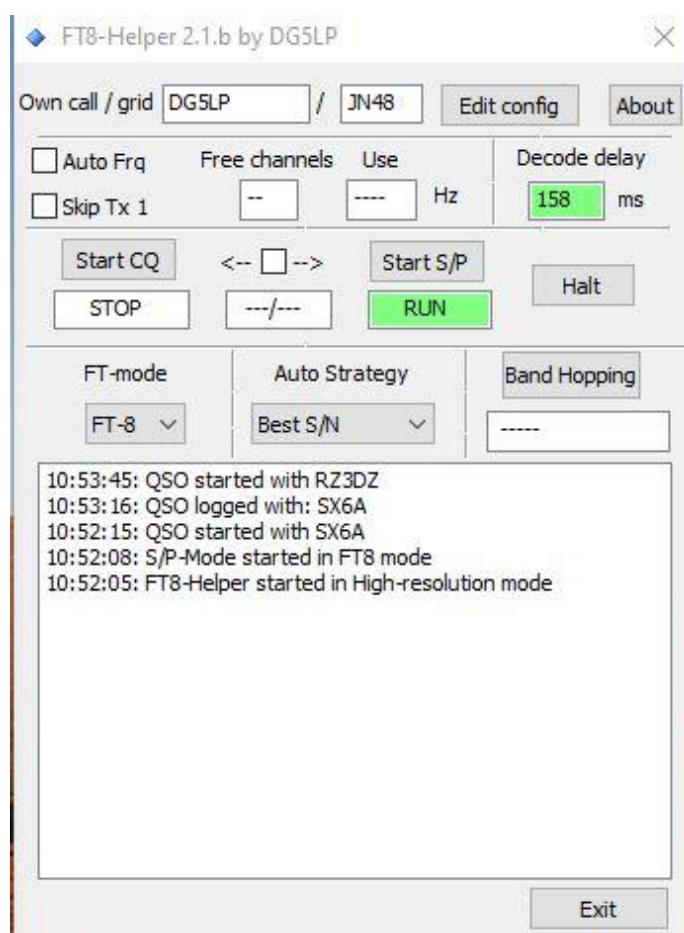 FT8-Helper 2.1.b by DG5LP
Own call / grid DG5LP / JN48 Edit config About
Auto Frq Free channels Use Decode delay
Skip Tx 1 -- ---- Hz 158 ms
Start CQ <-- --> Start S/P Halt
STOP ---/--- RUN
FT-mode Auto Strategy Band Hopping
FT-8 Best S/N -----
10:53:45: QSO started with RZ3DZ
10:53:16: QSO logged with: SX6A
10:52:15: QSO started with SX6A
10:52:08: S/P-Mode started in FT8 mode
10:52:05: FT8-Helper started in High-resolution mode
Exit